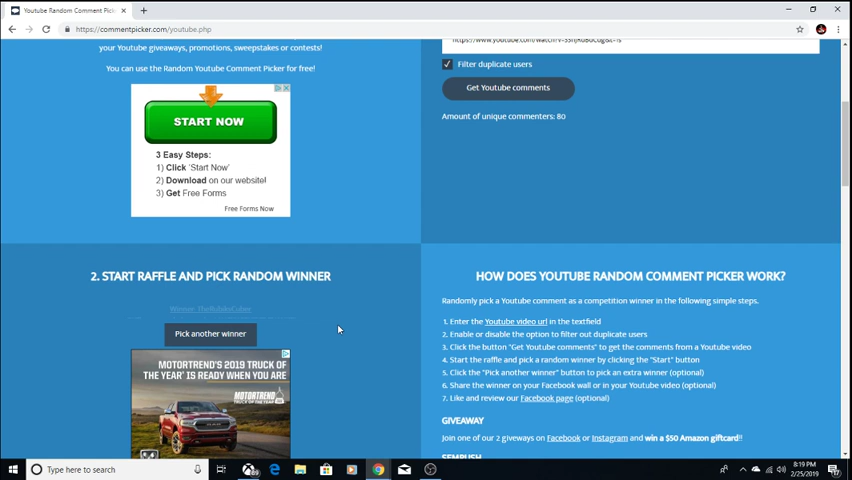 Youtube Random Comment Pick
https://commentpicker.com/youtube.php
your Youtube giveaways, promotions, sweepstakes or contests!
You can use the Random Youtube Comment Picker for free!
START NOW
3 Easy Steps:
1) Click 'Start Now'
2) Download on our website!
3) Get Free Forms
Free Forms Now
Filter duplicate users
Get Youtube comments
Amount of unique commenters: 80
2. START RAFFLE AND PICK RANDOM WINNER
Winner: TheRubiksCuber
Pick another winner
MOTORTREND'S 2019 TRUCK OF
THE YEAR® IS READY WHEN YOU ARE
MOTORTREND
HOW DOES YOUTUBE RANDOM COMMENT PICKER WORK?
Randomly pick a Youtube comment as a competition winner in the following simple steps.
1. Enter the Youtube video url in the textfield
2. Enable or disable the option to filter out duplicate users
3. Click the button "Get Youtube comments" to get the comments from a Youtube video
4. Start the raffle and pick a random winner by clicking the "Start" button
5. Click the "Pick another winner" button to pick an extra winner (optional)
6. Share the winner on your Facebook wall or in your Youtube video (optional)
7. Like and review our Facebook page (optional)
GIVEAWAY
Join one of our 2 giveaways on Facebook or Instagram and win a $50 Amazon giftcard!!
SEMRUSH
Type here to search
8:19 PM
2/25/2019